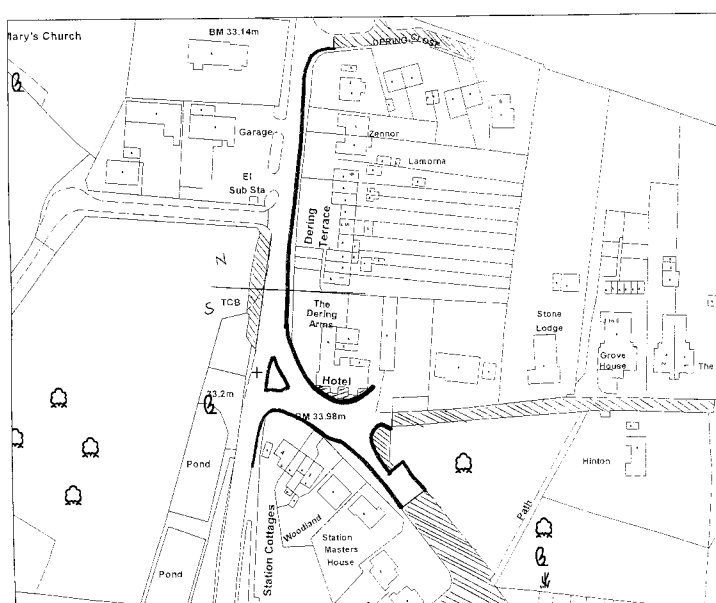 Mary's Church
BM 33.14m
DERING CLOSE
Garage
Zennor
Lamorna
El
Sub Sta
Dering
Terrace
N
S
TCB
The
Dering
Arms
Stone
Lodge
Grove
House
The
Hotel
33.2m
BM 33.98m
Hinton
Pond
Path
Station Cottages
Woodland
Station
Masters
House
Pond